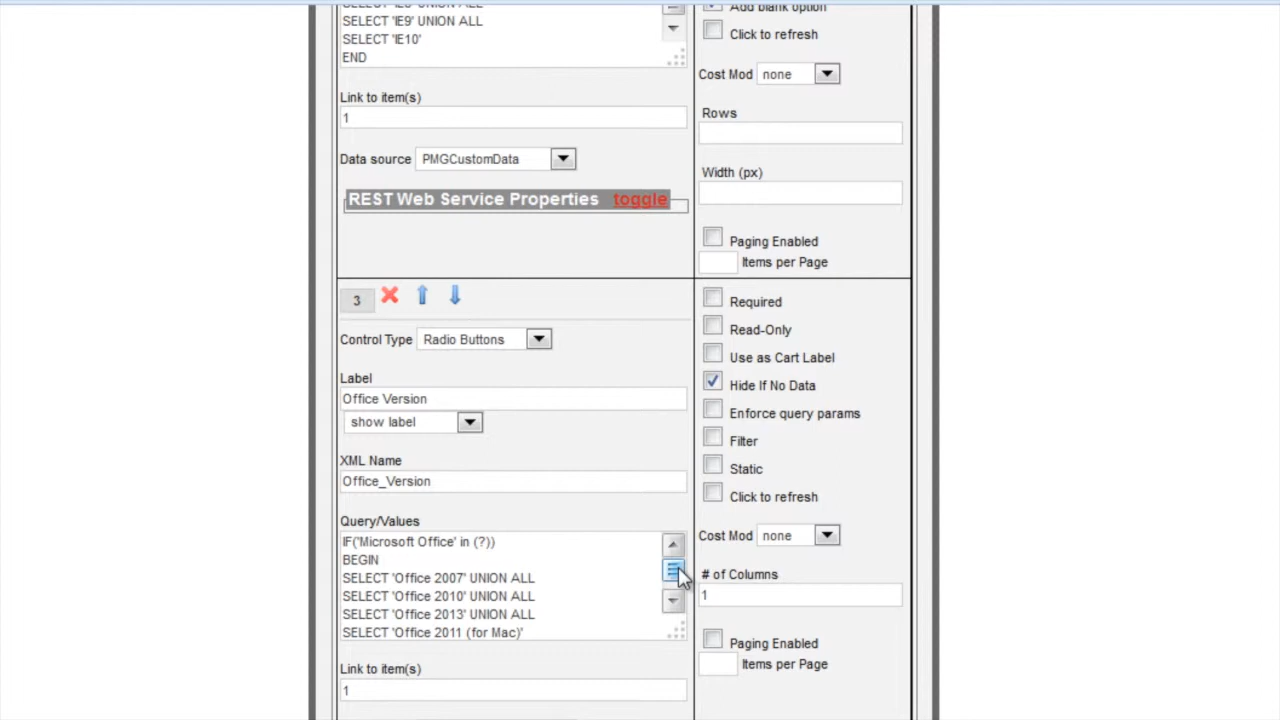 SELECT 'IE9' UNION ALL
SELECT 'IE10'
END
Link to item(s)
1
Data source PMGCustomData
REST Web Service Properties toggle
Add blank option
Click to refresh
Cost Mod none
Rows
Width (px)
Paging Enabled
Items per Page
3
Control Type Radio Buttons
Label
Office Version
show label
XML Name
Office_Version
Query/Values
IF('Microsoft Office' in (?))
BEGIN
SELECT 'Office 2007' UNION ALL
SELECT 'Office 2010' UNION ALL
SELECT 'Office 2013' UNION ALL
SELECT 'Office 2011 (for Mac)'
Link to item(s)
1
Required
Read-Only
Use as Cart Label
Hide If No Data
Enforce query params
Filter
Static
Click to refresh
Cost Mod none
# of Columns
1
Paging Enabled
Items per Page